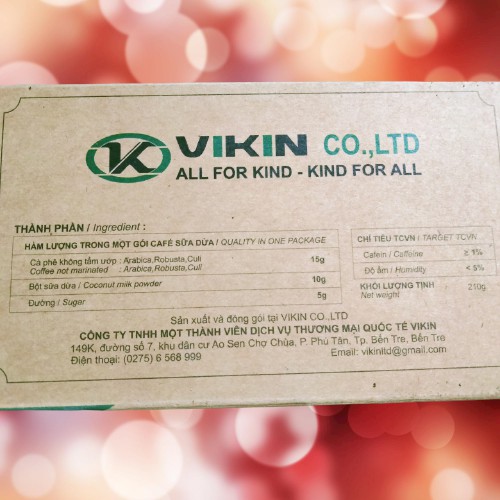 VIKIN CO.,LTD
ALL FOR KIND - KIND FOR ALL
THÀNH PHẦN / Ingredient :
HÀM LƯỢNG TRONG MỘT GÓI CAFÉ SỮA DỪA / QUALITY IN ONE PACKAGE
Cà phê không tẩm ướp : Arabica,Robusta,Culi 15g
Coffee not marinated : Arabica,Robusta,Culi
Bột sữa dừa / Coconut milk powder 10g
Đường / Sugar 5g
CHỈ TIÊU TCVN / TARGET TCVN
Cafein / Caffeine ≥ 1%
Độ ẩm / Humidity < 5%
KHỐI LƯỢNG TỊNH 210g
Net weight
Sản xuất và đóng gói tại VIKIN CO.,LTD
CÔNG TY TNHH MỘT THÀNH VIÊN DỊCH VỤ THƯƠNG MẠI QUỐC TẾ VIKIN
149K, đường số 7, khu dân cư Ao Sen Chợ Chùa, P. Phú Tân, Tp. Bến Tre, Bến Tre
Điện thoại: (0275) 6 568 999 Email: vikinltd@gmail.com